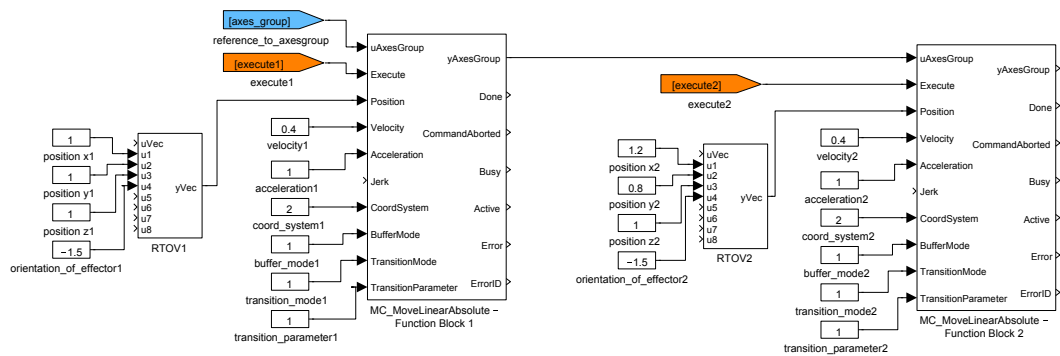 [axes_group]
reference_to_axesgroup
[execute1]
execute1
1
position x1
1
position y1
1
position z1
−1.5
orientation_of_effector1
uVec
u1
u2
u3
u4
u5
u6
u7
u8
yVec
RTOV1
0.4
velocity1
1
acceleration1
2
coord_system1
1
buffer_mode1
1
transition_mode1
1
transition_parameter1
uAxesGroup
Execute
Position
Velocity
Acceleration
Jerk
CoordSystem
BufferMode
TransitionMode
TransitionParameter
yAxesGroup
Done
CommandAborted
Busy
Active
Error
ErrorID
MC_MoveLinearAbsolute −
Function Block 1
[execute2]
execute2
1.2
position x2
0.8
position y2
1
position z2
−1.5
orientation_of_effector2
uVec
u1
u2
u3
u4
u5
u6
u7
u8
yVec
RTOV2
0.4
velocity2
1
acceleration2
2
coord_system2
1
buffer_mode2
1
transition_mode2
1
transition_parameter2
uAxesGroup
Execute
Position
Velocity
Acceleration
Jerk
CoordSystem
BufferMode
TransitionMode
TransitionParameter
yAxesGroup
Done
CommandAborted
Busy
Active
Error
ErrorID
MC_MoveLinearAbsolute −
Function Block 2